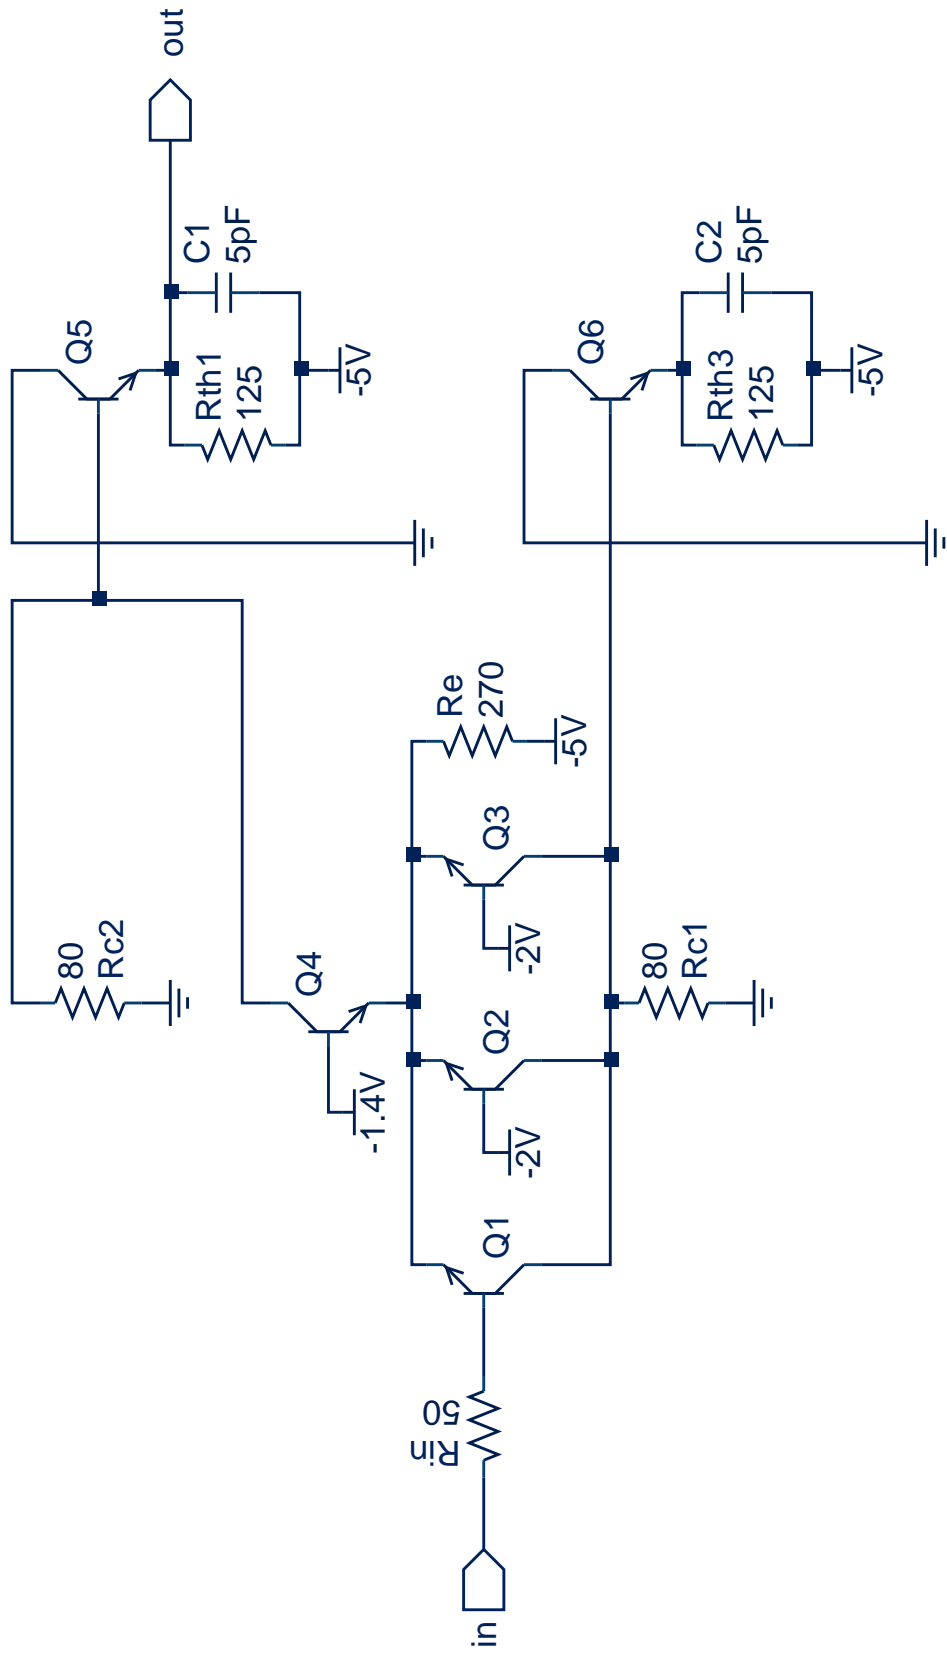 out
Q5
C1
5pF
Rth1
125
-5V
Q6
C2
5pF
Rth3
125
-5V
Re
270
-5V
Q3
-2V
80
Rc2
Q4
-1.4V
Q2
-2V
80
Rc1
Q1
Rin
50
in